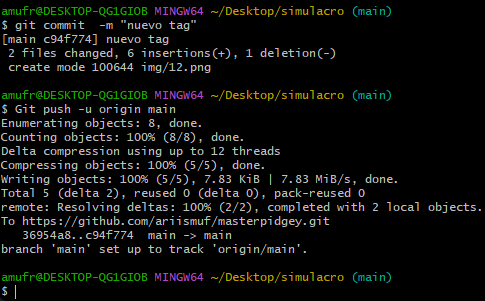 amufr@DESKTOP-QG1GIOB MINGW64 ~/Desktop/simulacro (main)
$ git commit  -m "nuevo tag"
[main c94f774] nuevo tag
 2 files changed, 6 insertions(+), 1 deletion(-)
 create mode 100644 img/12.png

amufr@DESKTOP-QG1GIOB MINGW64 ~/Desktop/simulacro (main)
$ Git push -u origin main
Enumerating objects: 8, done.
Counting objects: 100% (8/8), done.
Delta compression using up to 12 threads
Compressing objects: 100% (5/5), done.
Writing objects: 100% (5/5), 7.83 KiB | 7.83 MiB/s, done.
Total 5 (delta 2), reused 0 (delta 0), pack-reused 0
remote: Resolving deltas: 100% (2/2), completed with 2 local objects.
To https://github.com/ariismuf/masterpidgey.git
   36954a8..c94f774  main -> main
branch 'main' set up to track 'origin/main'.

amufr@DESKTOP-QG1GIOB MINGW64 ~/Desktop/simulacro (main)
$